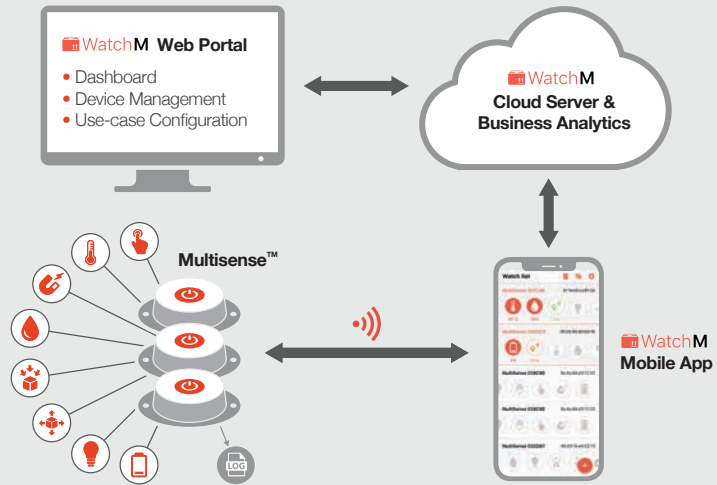 WatchM Web Portal
• Dashboard
• Device Management
• Use-case Configuration
WatchM
Cloud Server &
Business Analytics
Multisense™
LOG
Watch list
WatchM
Mobile App